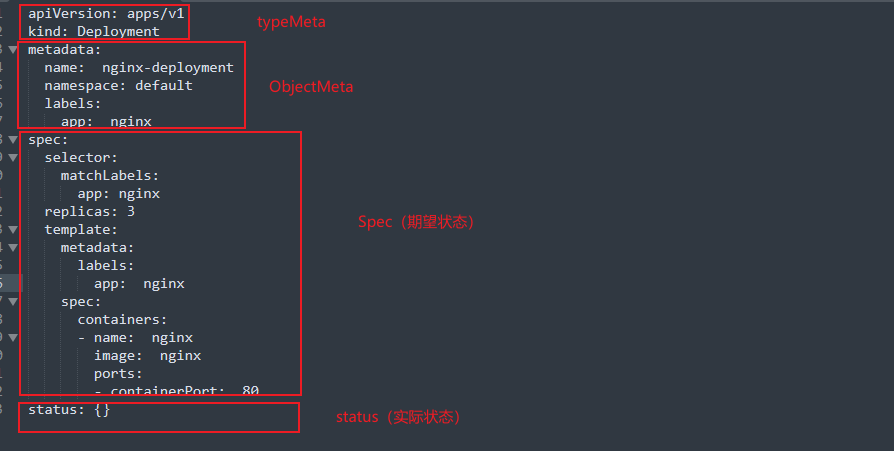 apiVersion: apps/v1
typeMeta
kind: Deployment
metadata:
name:  nginx-deployment
namespace: default
ObjectMeta
labels:
app:  nginx
spec:
selector:
matchLabels:
app: nginx
replicas: 3
Spec（期望状态）
template:
metadata:
labels:
app:  nginx
spec:
containers:
- name:  nginx
image:  nginx
ports:
- containerPort:  80
status: {}
status（实际状态）